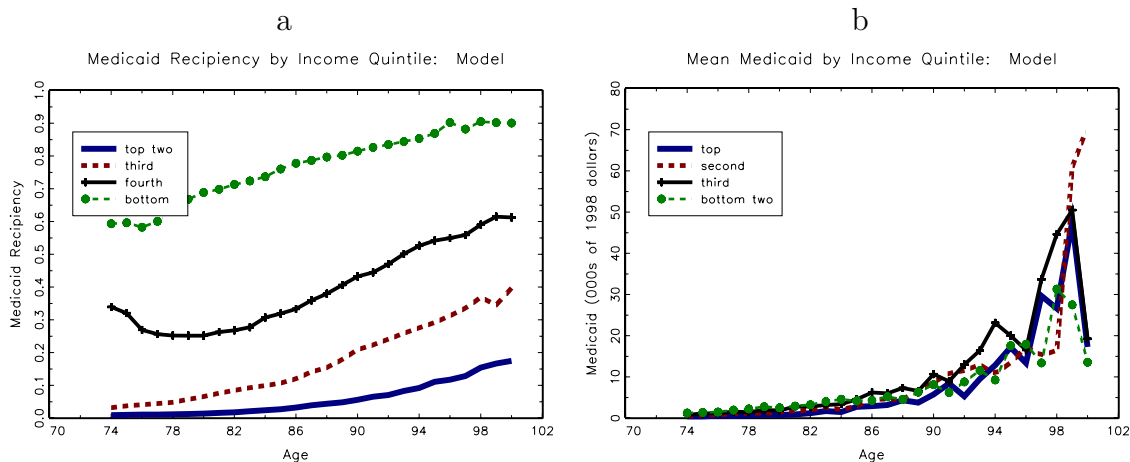 a
b
Medicaid Recipiency by Income Quintile: Model
Mean Medicaid by Income Quintile: Model
Medicaid Recipiency
0.0 0.1 0.2 0.3 0.4 0.5 0.6 0.7 0.8 0.9 1.0
top two
third
fourth
bottom
70 74 78 82 86 90 94 98 102
Age
Medicaid (000s of 1998 dollars)
80
70
60
50
40
30
20
10
0
top
second
third
bottom two
70 74 78 82 86 90 94 98 102
Age